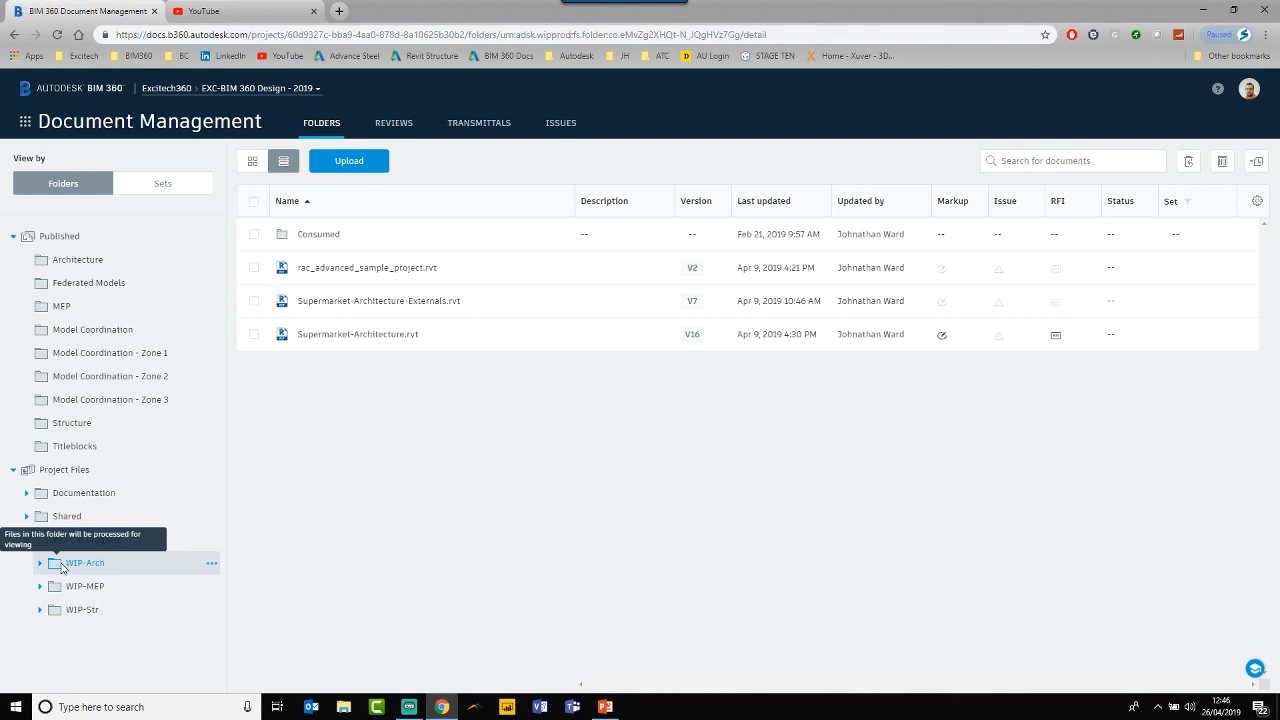 BIM 360 Document Management
YouTube
https://docs.b360.autodesk.com/projects/60d9327c-bba9-4aa0-878d-8a10625b30b2/folders/urn:adsk.wipprod:fs.folder:co.eMvZg2XHQt-N_JQgHVz7Gg/detail
Paused
Apps
Excitech
BIM360
BC
LinkedIn
YouTube
Advance Steel
Revit Structure
BIM 360 Docs
Autodesk
JH
ATC
AU Login
STAGE TEN
Home - Xuver — 3D...
Other bookmarks
AUTODESK BIM 360
Excitech360 > EXC-BIM 360 Design - 2019
Document Management
FOLDERS
REVIEWS
TRANSMITTALS
ISSUES
View by
Folders
Sets
Upload
Search for documents
Name Description Version Last updated Updated by Markup Issue RFI Status Set
Consumed -- -- Feb 21, 2019 9:57 AM Johnathan Ward -- -- -- -- --
rac_advanced_sample_project.rvt V2 Apr 9, 2019 4:21 PM Johnathan Ward --
Supermarket-Architecture-Externals.rvt V7 Apr 9, 2019 10:46 AM Johnathan Ward --
Supermarket-Architecture.rvt V16 Apr 9, 2019 4:30 PM Johnathan Ward --
Published
Architecture
Federated Models
MEP
Model Coordination
Model Coordination - Zone 1
Model Coordination - Zone 2
Model Coordination - Zone 3
Structure
Titleblocks
Project Files
Documentation
Shared
Files in this folder will be processed for
viewing
WIP-Arch
WIP-MEP
WIP-Str
Type here to search
12:46
26/04/2019
22